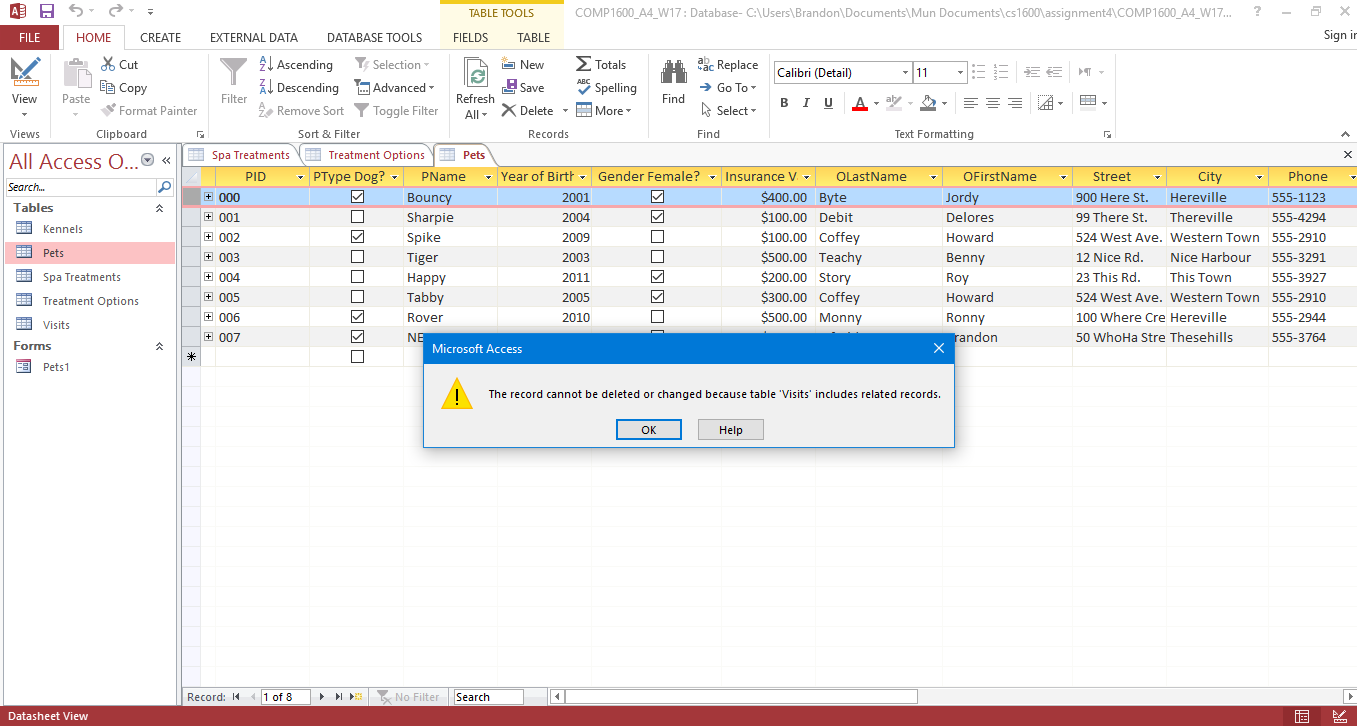 TABLE TOOLS
COMP1600_A4_W17 : Database- C:\Users\Brandon\Documents\Mun Documents\cs1600\assignment4\COMP1600_A4_W17...
?
FILE HOME CREATE EXTERNAL DATA DATABASE TOOLS FIELDS TABLE Sign in
View
Views
Paste
Cut
Copy
Format Painter
Clipboard
Filter
Ascending
Descending
Remove Sort
Selection
Advanced
Toggle Filter
Sort & Filter
Refresh
All
New
Save
Delete
Totals
Spelling
More
Records
Find
Replace
Go To
Select
Find
Calibri (Detail) 11
B I U A
Text Formatting
All Access O...
Search...
Tables
Kennels
Pets
Spa Treatments
Treatment Options
Visits
Forms
Pets1
Spa Treatments Treatment Options Pets
PID PType Dog? PName Year of Birth Gender Female? Insurance V OLastName OFirstName Street City Phone
000 Bouncy 2001 $400.00 Byte Jordy 900 Here St. Hereville 555-1123
001 Sharpie 2004 $100.00 Debit Delores 99 There St. Thereville 555-4294
002 Spike 2009 $100.00 Coffey Howard 524 West Ave. Western Town 555-2910
003 Tiger 2003 $500.00 Teachy Benny 12 Nice Rd. Nice Harbour 555-3291
004 Happy 2011 $200.00 Story Roy 23 This Rd. This Town 555-3927
005 Tabby 2005 $300.00 Coffey Howard 524 West Ave. Western Town 555-2910
006 Rover 2010 $500.00 Monny Ronny 100 Where Cre Hereville 555-2944
007 NE randon 50 WhoHa Stre Thesehills 555-3764
Microsoft Access
The record cannot be deleted or changed because table 'Visits' includes related records.
OK Help
Record: 1 of 8 No Filter Search
Datasheet View